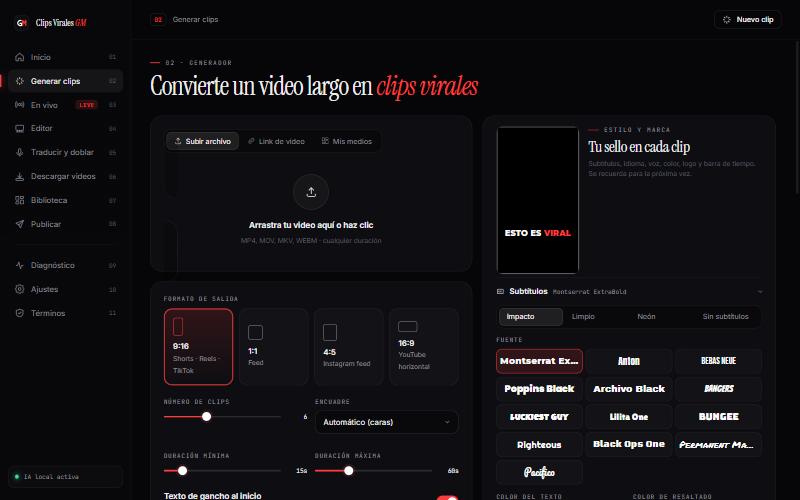 GM Clips Virales GM
Inicio 01
Generar clips 02
En vivo LIVE 03
Editor 04
Traducir y doblar 05
Descargar videos 06
Biblioteca 07
Publicar 08
Diagnóstico 09
Ajustes 10
Términos 11
IA local activa
02 Generar clips
Nuevo clip
02 · GENERADOR
Convierte un video largo en clips virales
Subir archivo Link de video Mis medios
Arrastra tu video aquí o haz clic
MP4, MOV, MKV, WEBM · cualquier duración
FORMATO DE SALIDA
9:16
Shorts · Reels ·
TikTok
1:1
Feed
4:5
Instagram feed
16:9
YouTube
horizontal
NÚMERO DE CLIPS
6
ENCUADRE
Automático (caras)
DURACIÓN MÍNIMA
15s
DURACIÓN MÁXIMA
60s
Texto de gancho al inicio
ESTO ES VIRAL
ESTILO Y MARCA
Tu sello en cada clip
Subtítulos, idioma, voz, color, logo y barra de tiempo.
Se recuerda para la próxima vez.
Subtítulos Montserrat ExtraBold
Impacto Limpio Neón Sin subtítulos
FUENTE
Montserrat Ex... Anton BEBAS NEUE
Poppins Black Archivo Black BANGERS
LUCKIEST GUY Lilita One BUNGEE
Righteous Black Ops One Permanent Ma...
Pacifico
COLOR DEL TEXTO COLOR DE RESALTADO